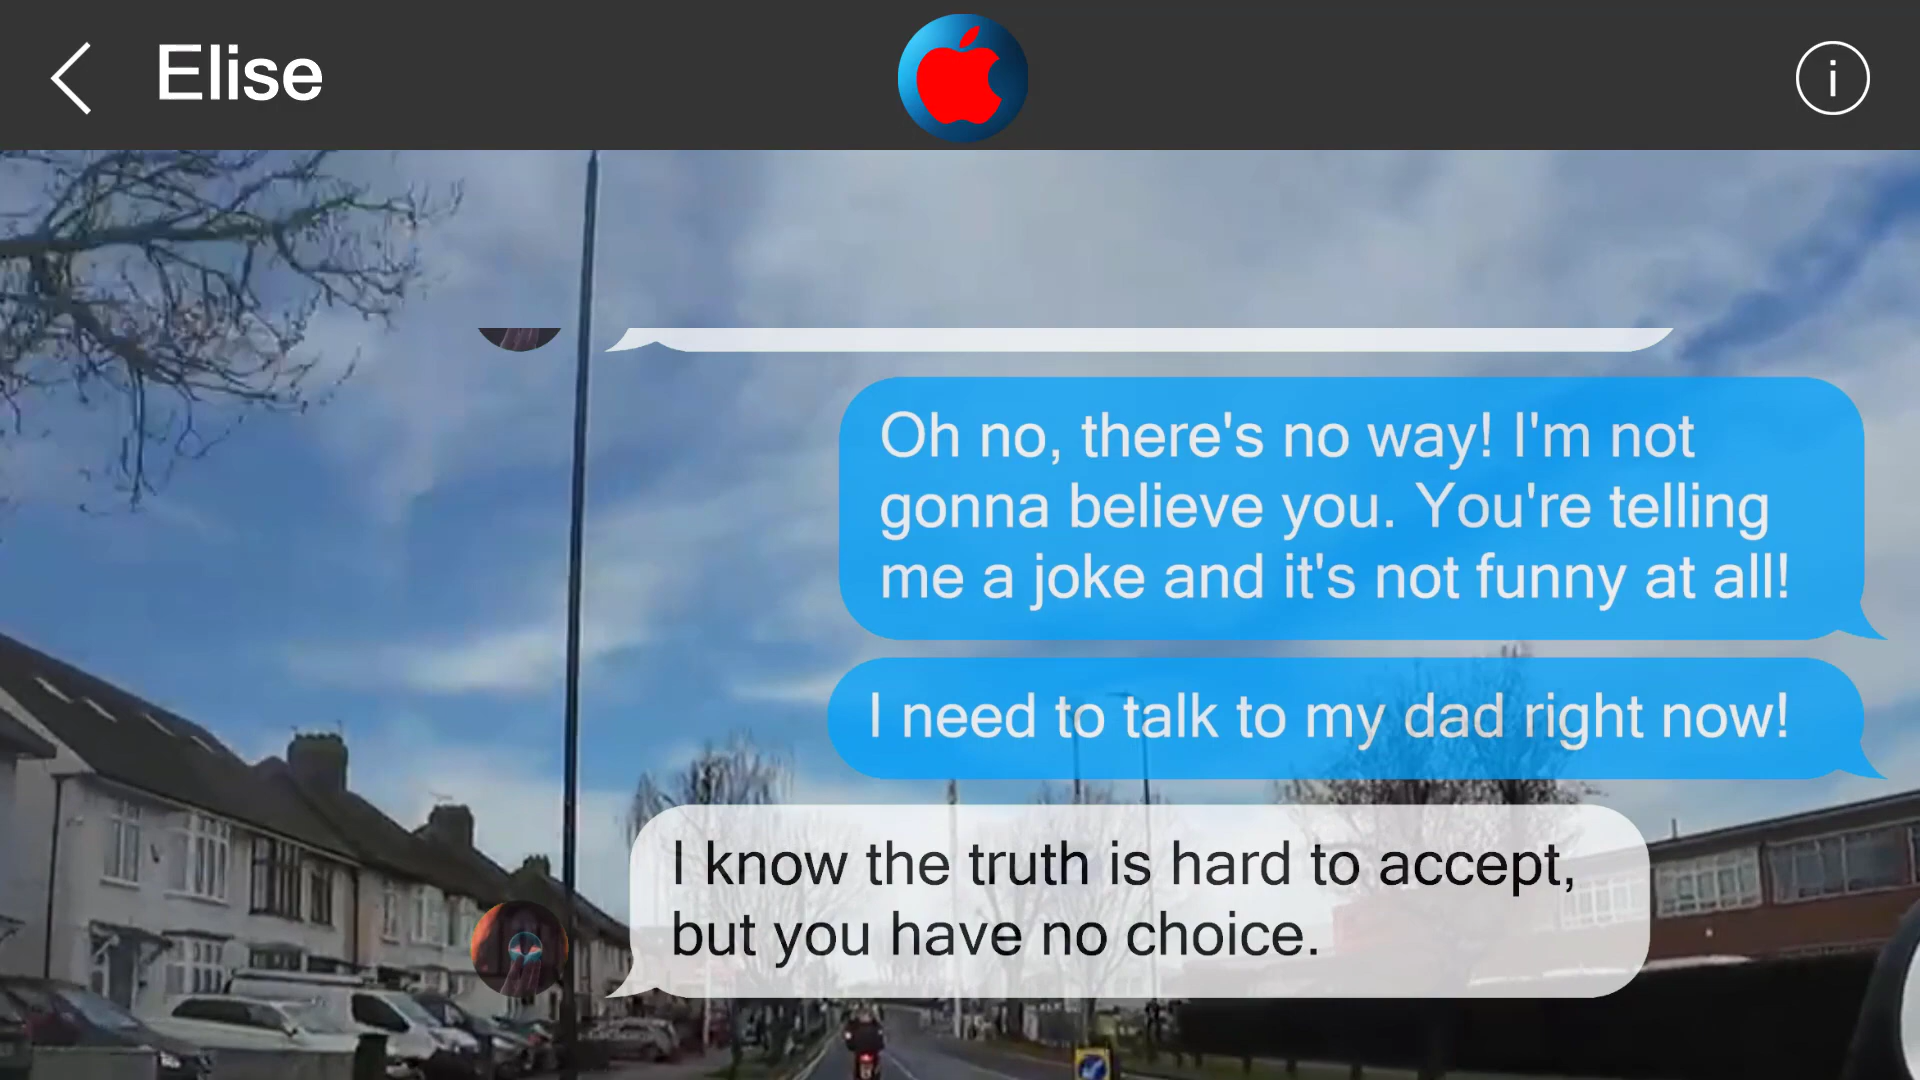 Elise
i
Oh no, there's no way! I'm not
gonna believe you. You're telling
me a joke and it's not funny at all!
I need to talk to my dad right now!
I know the truth is hard to accept,
but you have no choice.